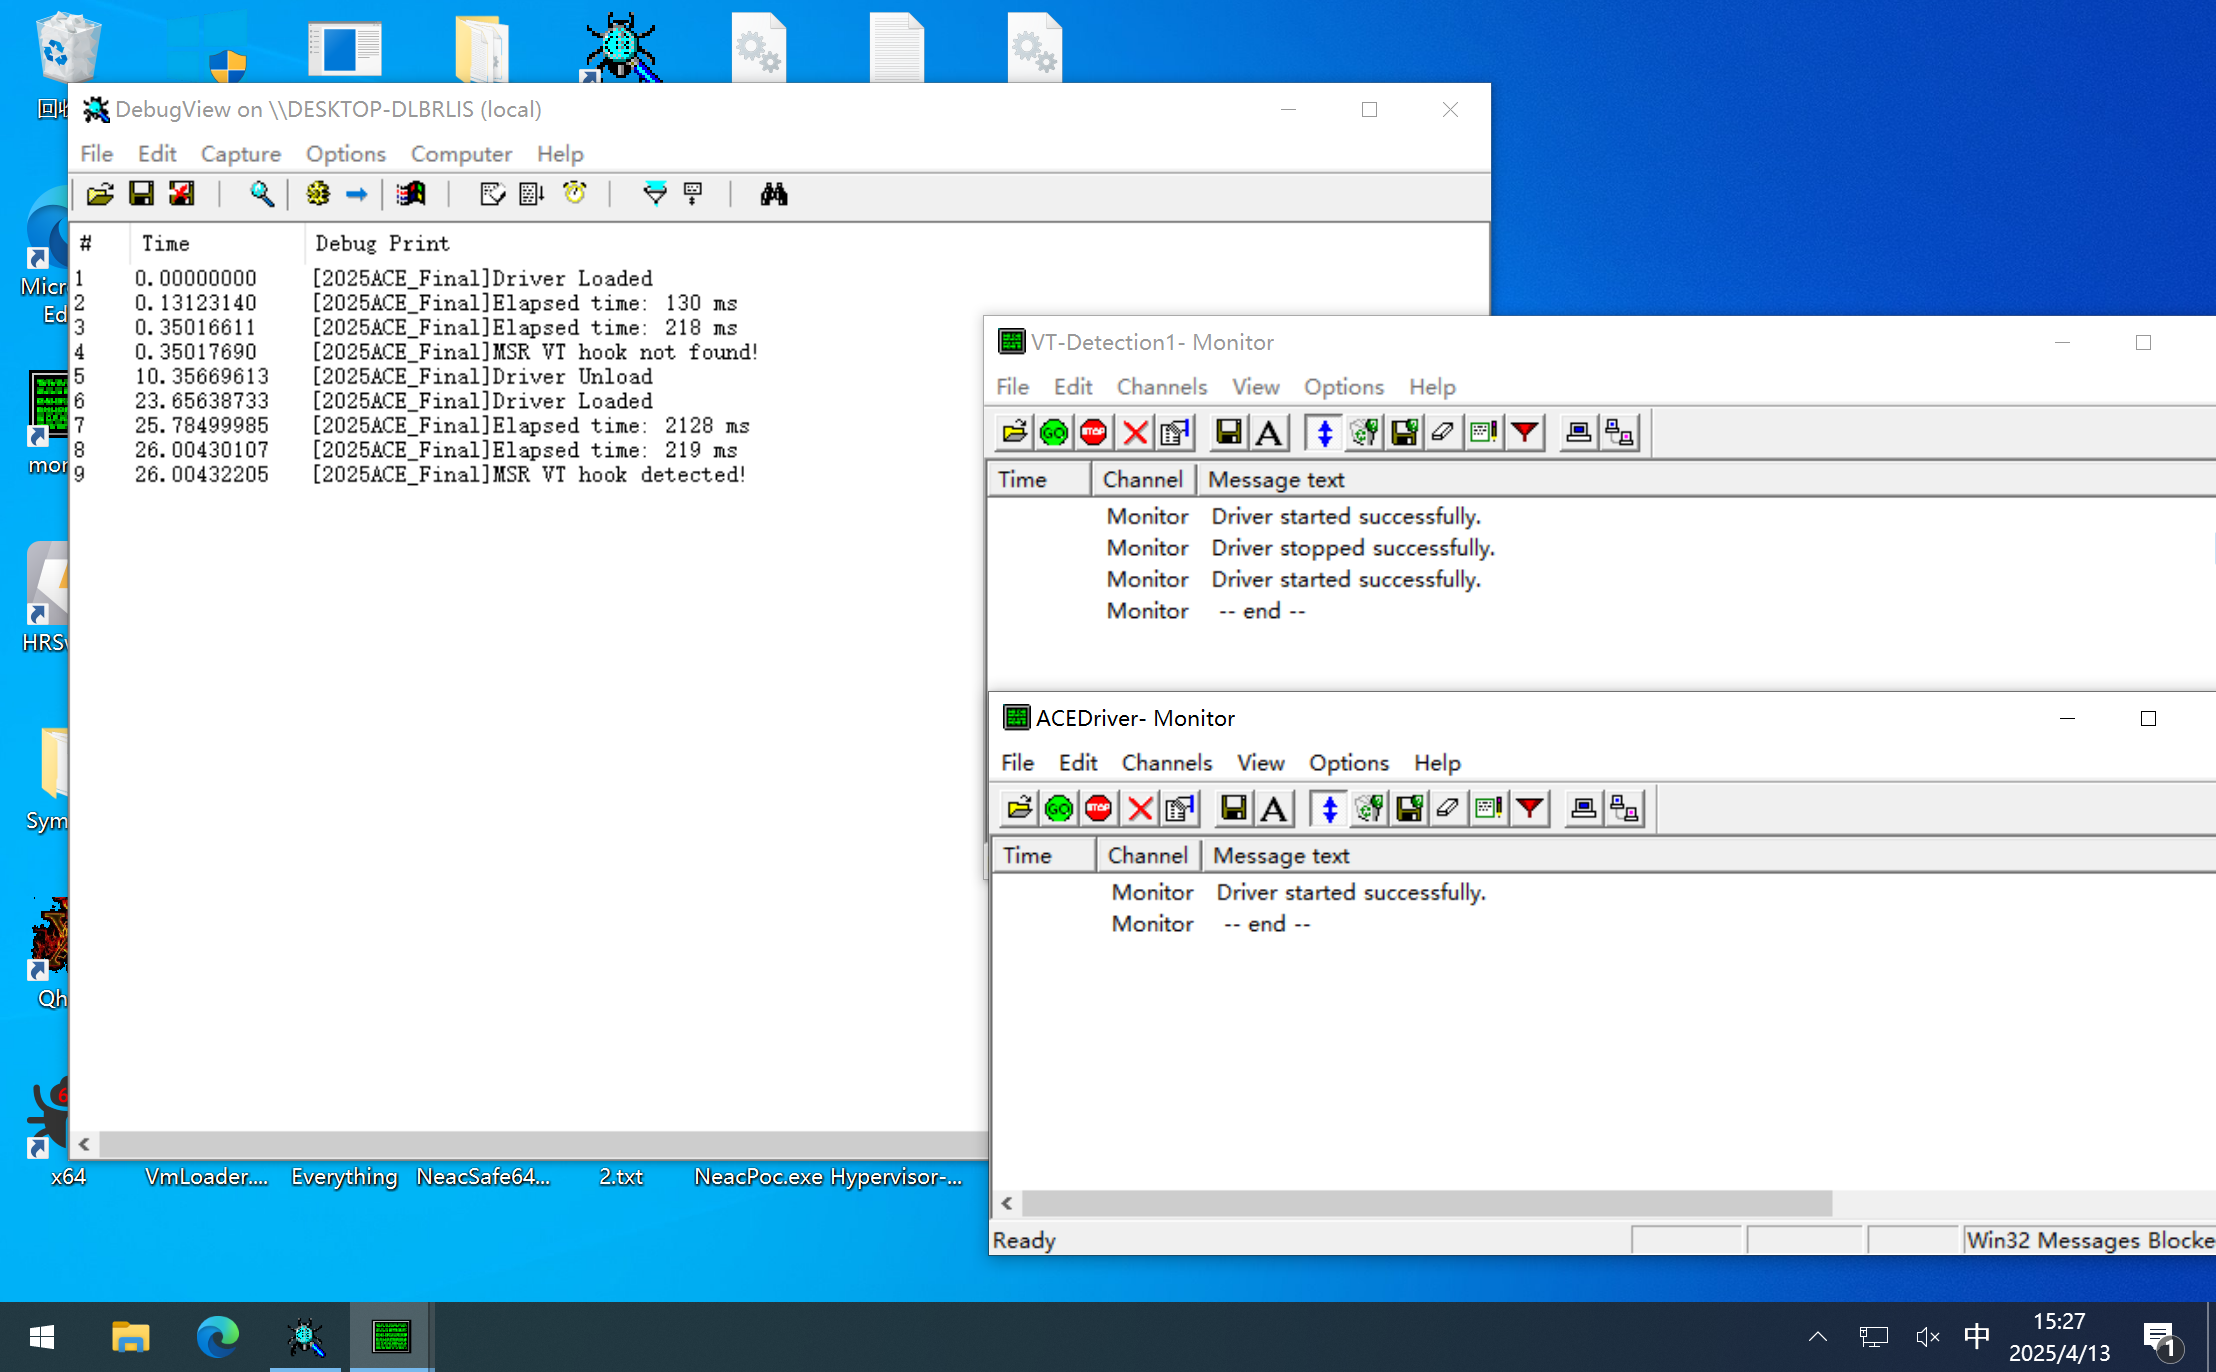 DebugView on \\DESKTOP-DLBRLIS (local)
File Edit Capture Options Computer Help
# Time Debug Print
1 0.00000000 [2025ACE_Final]Driver Loaded
2 0.13123140 [2025ACE_Final]Elapsed time: 130 ms
3 0.35016611 [2025ACE_Final]Elapsed time: 218 ms
4 0.35017690 [2025ACE_Final]MSR VT hook not found!
5 10.35669613 [2025ACE_Final]Driver Unload
6 23.65638733 [2025ACE_Final]Driver Loaded
7 25.78499985 [2025ACE_Final]Elapsed time: 2128 ms
8 26.00430107 [2025ACE_Final]Elapsed time: 219 ms
9 26.00432205 [2025ACE_Final]MSR VT hook detected!
VT-Detection1- Monitor
File Edit Channels View Options Help
GO STOP A
Time Channel Message text
Monitor Driver started successfully.
Monitor Driver stopped successfully.
Monitor Driver started successfully.
Monitor -- end --
ACEDriver- Monitor
File Edit Channels View Options Help
GO STOP A
Time Channel Message text
Monitor Driver started successfully.
Monitor -- end --
Ready
Win32 Messages Blocke
回收
Micr
Ed
mon
HRSw
Sym
Qh
x64
VmLoader....
Everything
NeacSafe64...
2.txt
NeacPoc.exe
Hypervisor-...
中
15:27
2025/4/13
1